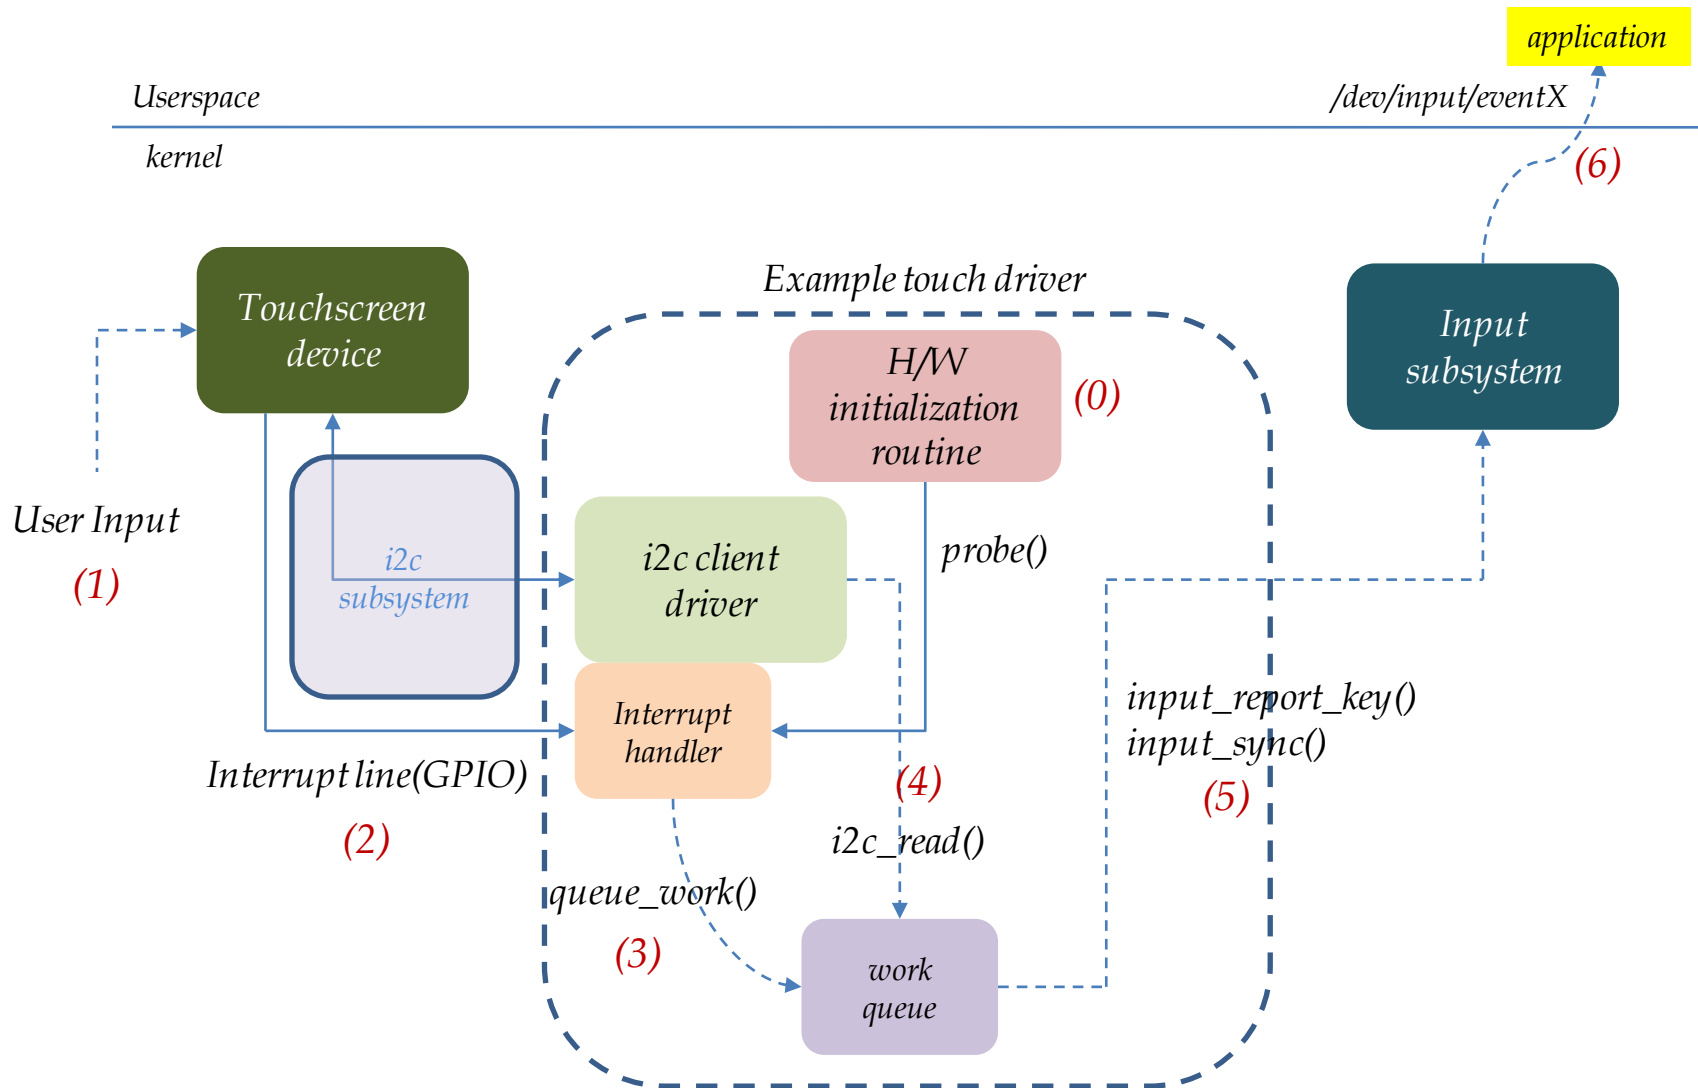 application
Userspace
/dev/input/eventX
kernel
(6)
Touchscreen
device
Example touch driver
H/W
initialization
routine
(0)
Input
subsystem
User Input
(1)
i2c
subsystem
i2c client
driver
probe()
Interrupt
handler
Interrupt line(GPIO)
(2)
(4)
i2c_read()
input_report_key()
input_sync()
(5)
queue_work()
(3)
work
queue